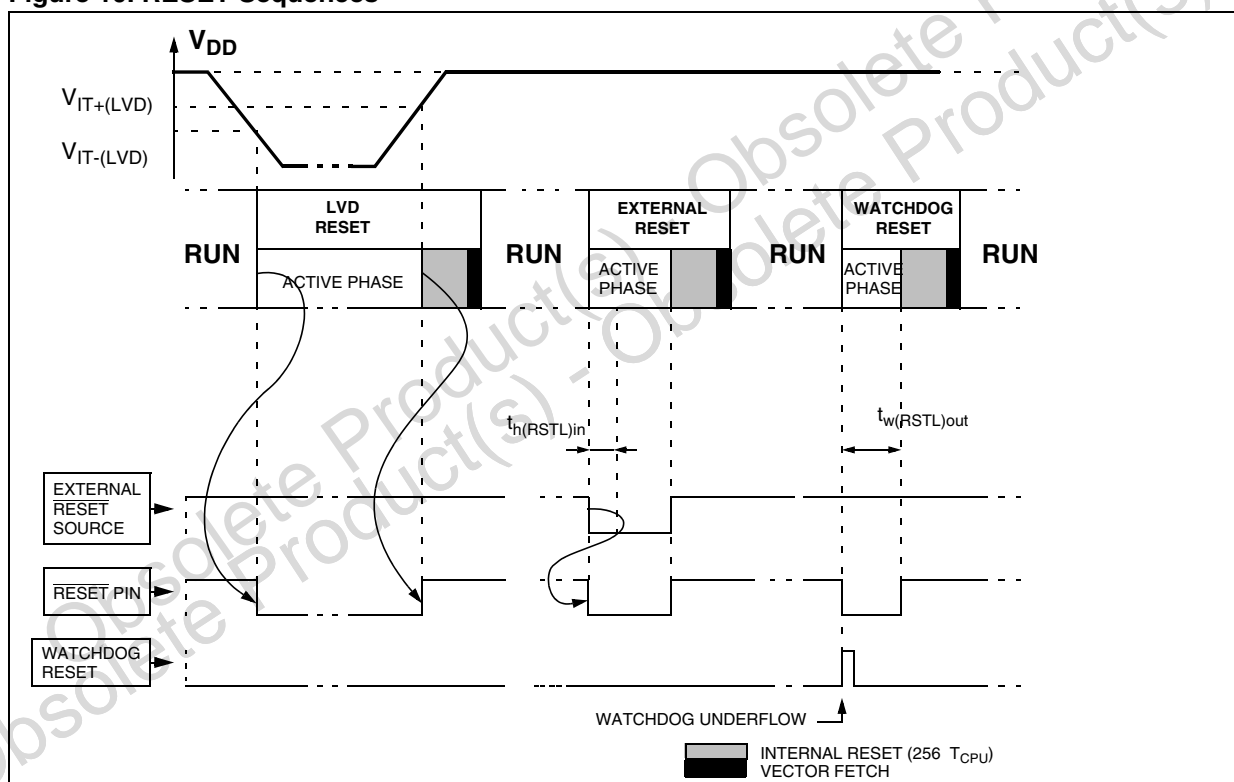 Figure 16. RESET Sequences
VDD
VIT+(LVD)
VIT-(LVD)
LVD
RESET
EXTERNAL
RESET
WATCHDOG
RESET
RUN
RUN
RUN
RUN
ACTIVE PHASE
ACTIVE
PHASE
ACTIVE
PHASE
th(RSTL)in
tw(RSTL)out
EXTERNAL
RESET
SOURCE
RESET PIN
WATCHDOG
RESET
WATCHDOG UNDERFLOW
INTERNAL RESET (256 TCPU)
VECTOR FETCH
Obsolete Product(s) - Obsolete Product(s)
Obsolete Product(s) - Obsolete Product(s)